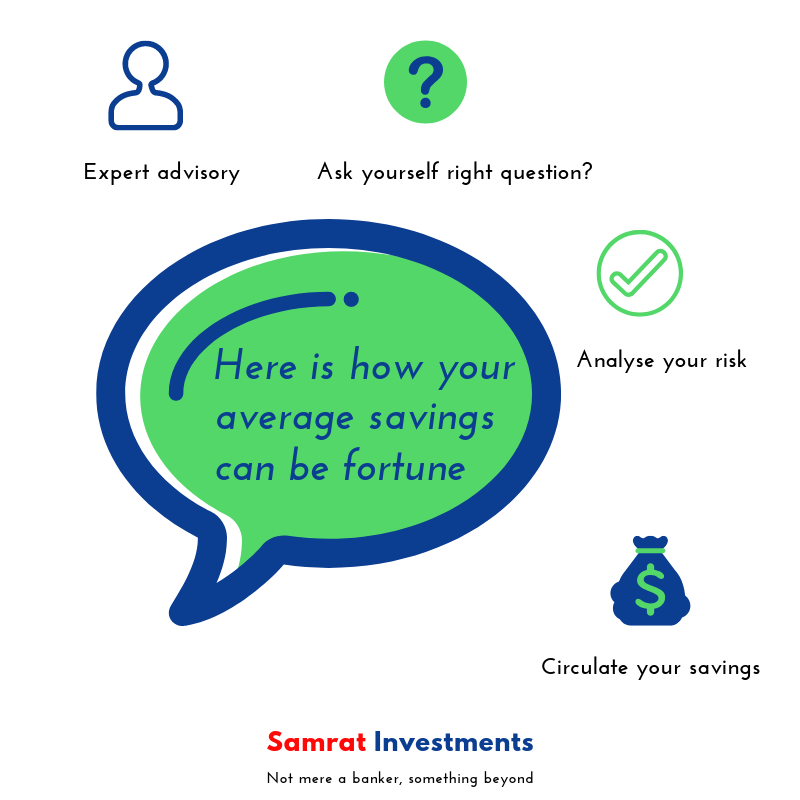 Expert advisory
Ask yourself right question?
Analyse your risk
Here is how your
average savings
can be fortune
Circulate your savings
Samrat Investments
Not mere a banker, something beyond